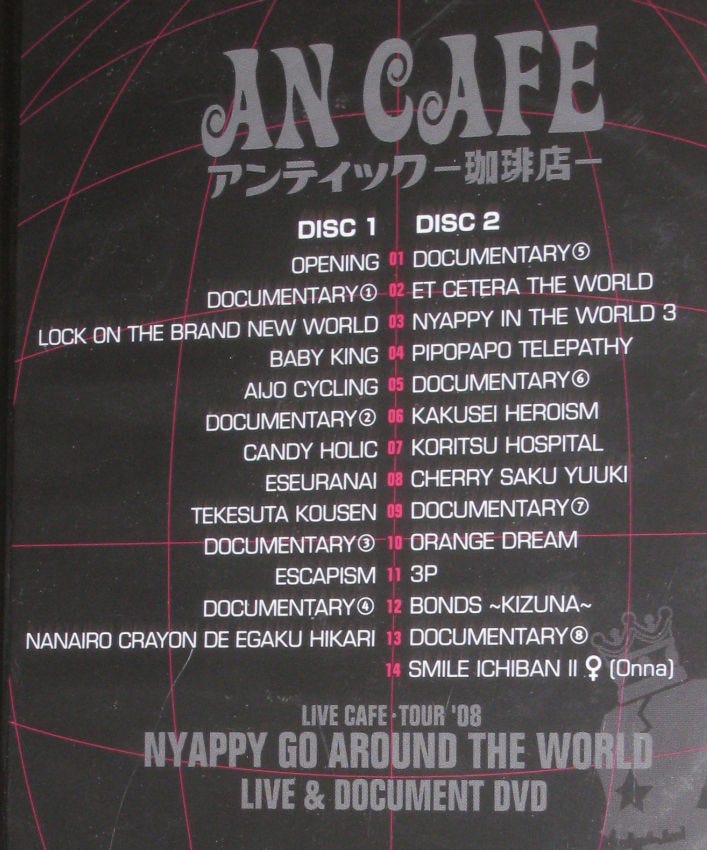 AN CAFE
アンティック-珈琲店-
DISC 1 DISC 2
OPENING 01 DOCUMENTARY⑤
DOCUMENTARY① 02 ET CETERA THE WORLD
LOCK ON THE BRAND NEW WORLD 03 NYAPPY IN THE WORLD 3
BABY KING 04 PIPOPAPO TELEPATHY
AIJO CYCLING 05 DOCUMENTARY⑥
DOCUMENTARY② 06 KAKUSEI HEROISM
CANDY HOLIC 07 KORITSU HOSPITAL
ESEURANAI 08 CHERRY SAKU YUUKI
TEKESUTA KOUSEN 09 DOCUMENTARY⑦
DOCUMENTARY③ 10 ORANGE DREAM
ESCAPISM 11 3P
DOCUMENTARY④ 12 BONDS ~KIZUNA~
NANAIRO CRAYON DE EGAKU HIKARI 13 DOCUMENTARY⑧
14 SMILE ICHIBAN II ♀ (Onna)
LIVE CAFE・TOUR '08
NYAPPY GO AROUND THE WORLD
LIVE & DOCUMENT DVD